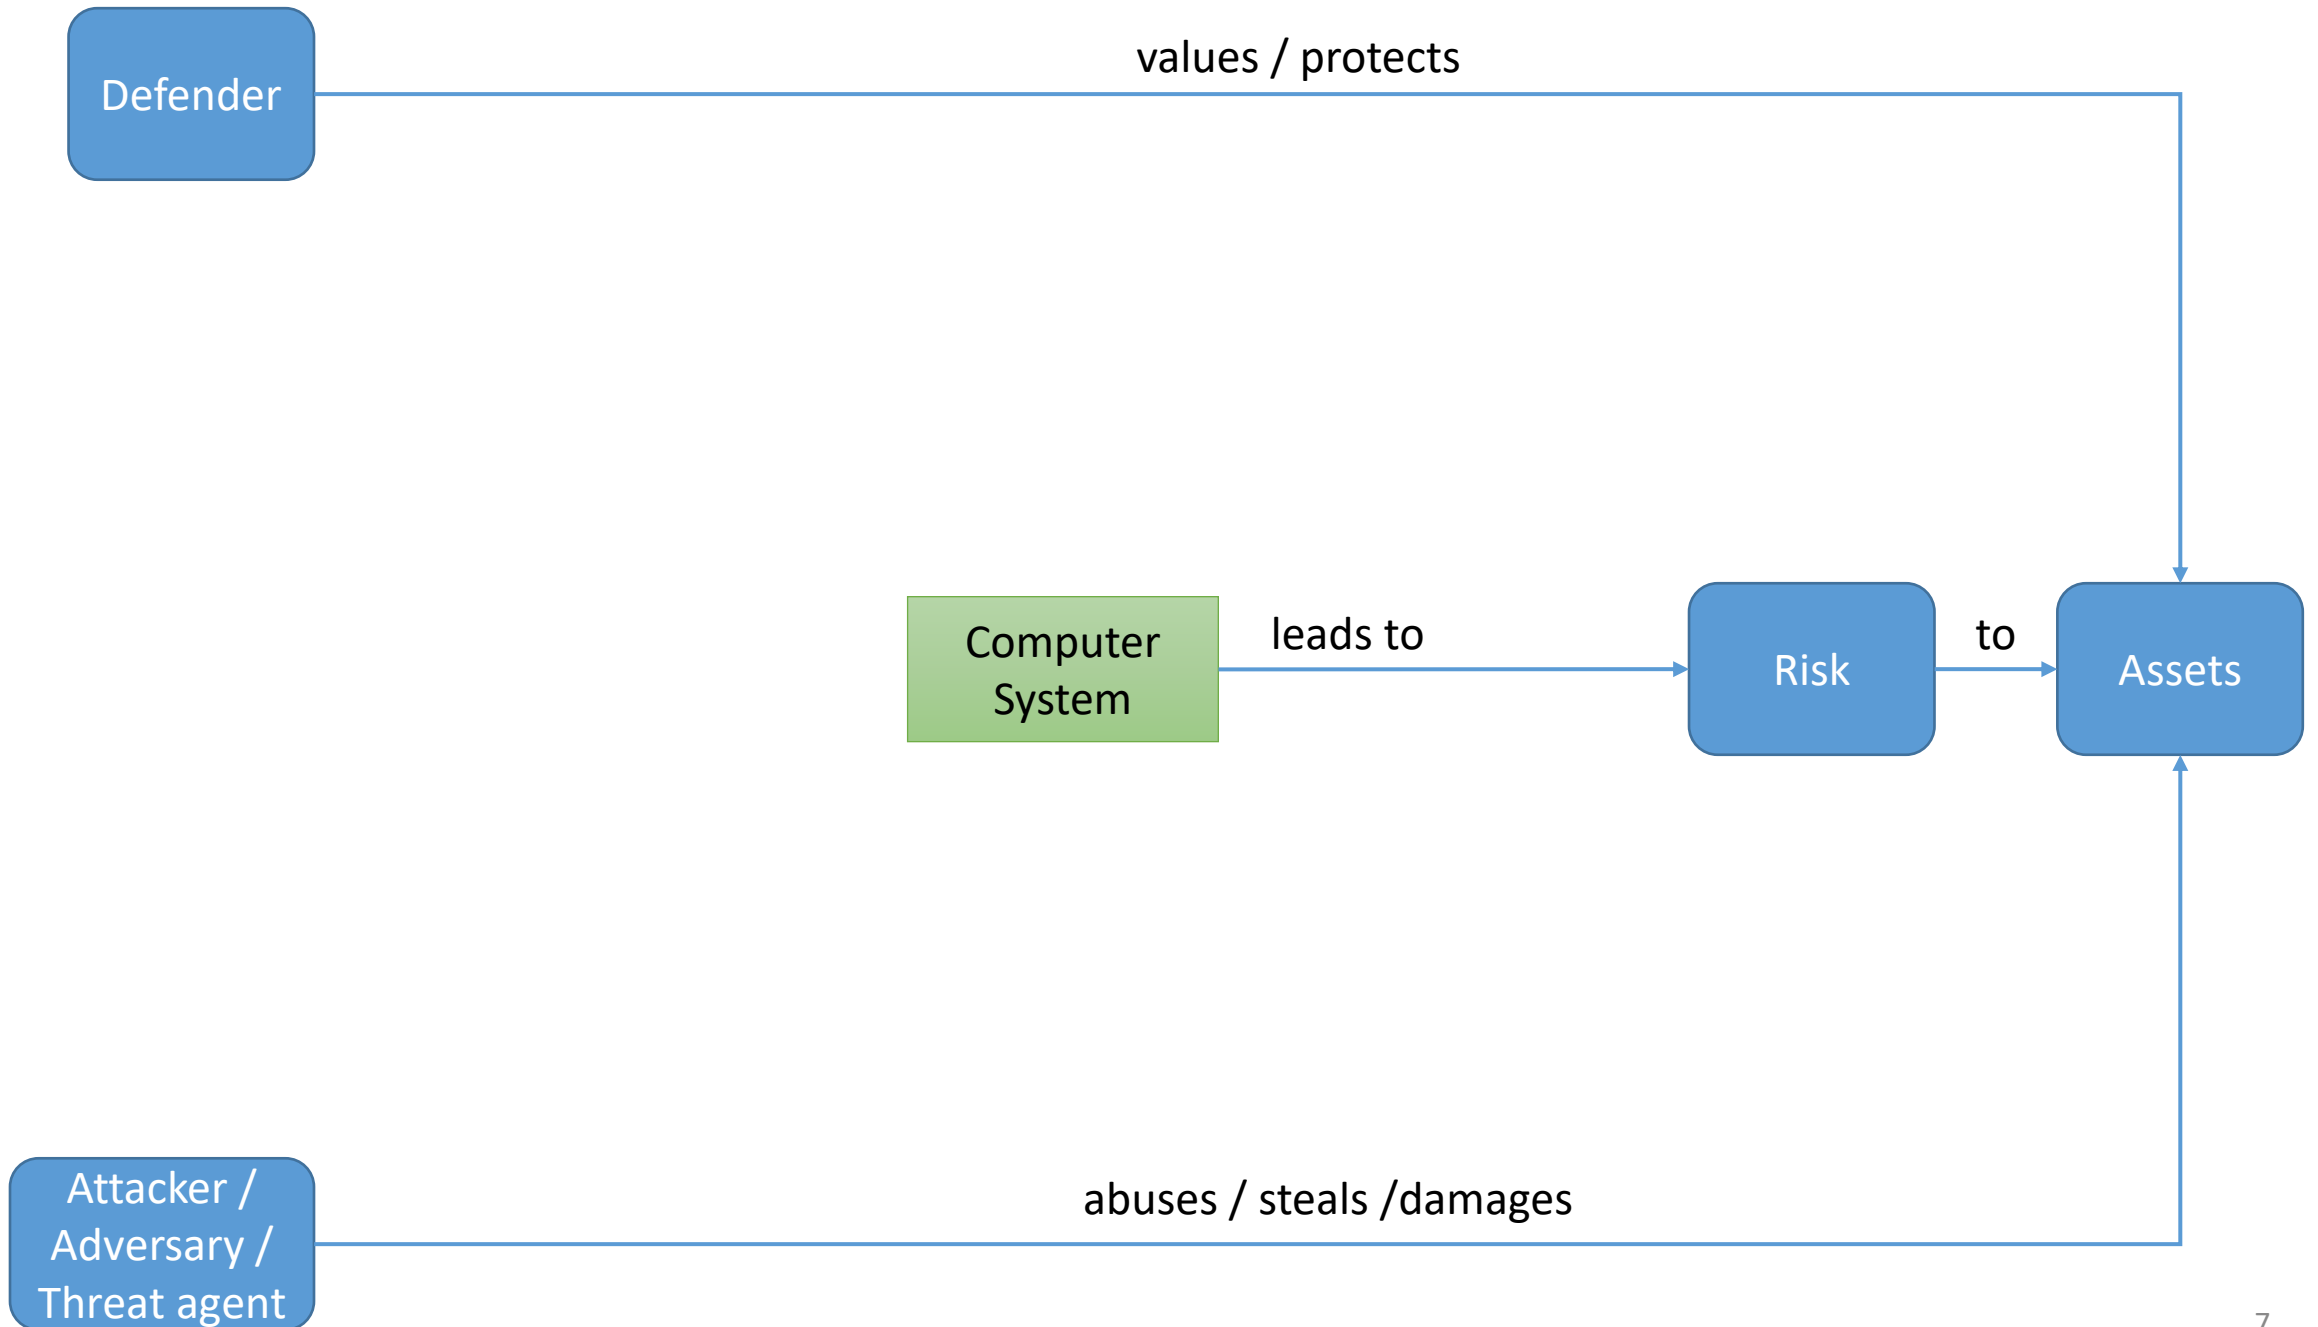 values / protects
Defender
leads to
to
Computer
System
Risk
Assets
Attacker /
Adversary /
Threat agent
abuses / steals /damages
7